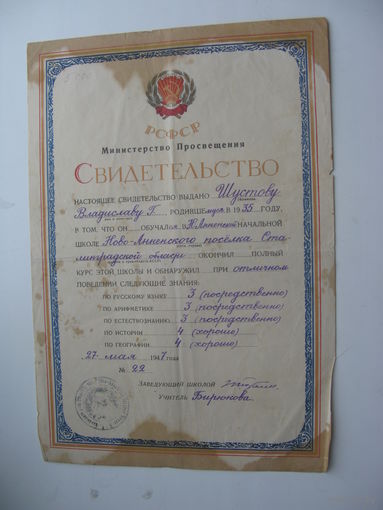 РСФСР
Министерство Просвещения
СВИДЕТЕЛЬСТВО
НАСТОЯЩЕЕ СВИДЕТЕЛЬСТВО ВЫДАНО Шустову
Владиславу Г. РОДИВШЕмуся В 1935 ГОДУ,
В ТОМ, ЧТО ОН ОБУЧАЛСЯ В Н. Анненской НАЧАЛЬНОЙ
ШКОЛЕ Ново-Анненского посёлка Ста-
линградской области ОКОНЧИЛ ПОЛНЫЙ
КУРС ЭТОЙ ШКОЛЫ И ОБНАРУЖИЛ ПРИ отличном
ПОВЕДЕНИИ СЛЕДУЮЩИЕ ЗНАНИЯ:
ПО РУССКОМУ ЯЗЫКУ 3 (посредственно)
ПО АРИФМЕТИКЕ 3 (посредственно)
ПО ЕСТЕСТВОЗНАНИЮ 3 (посредственно)
ПО ИСТОРИИ 4 (хорошо)
ПО ГЕОГРАФИИ 4 (хорошо)
27 мая 1947 года
№ 22
ЗАВЕДУЮЩИЙ ШКОЛОЙ
УЧИТЕЛЬ Бирюкова.